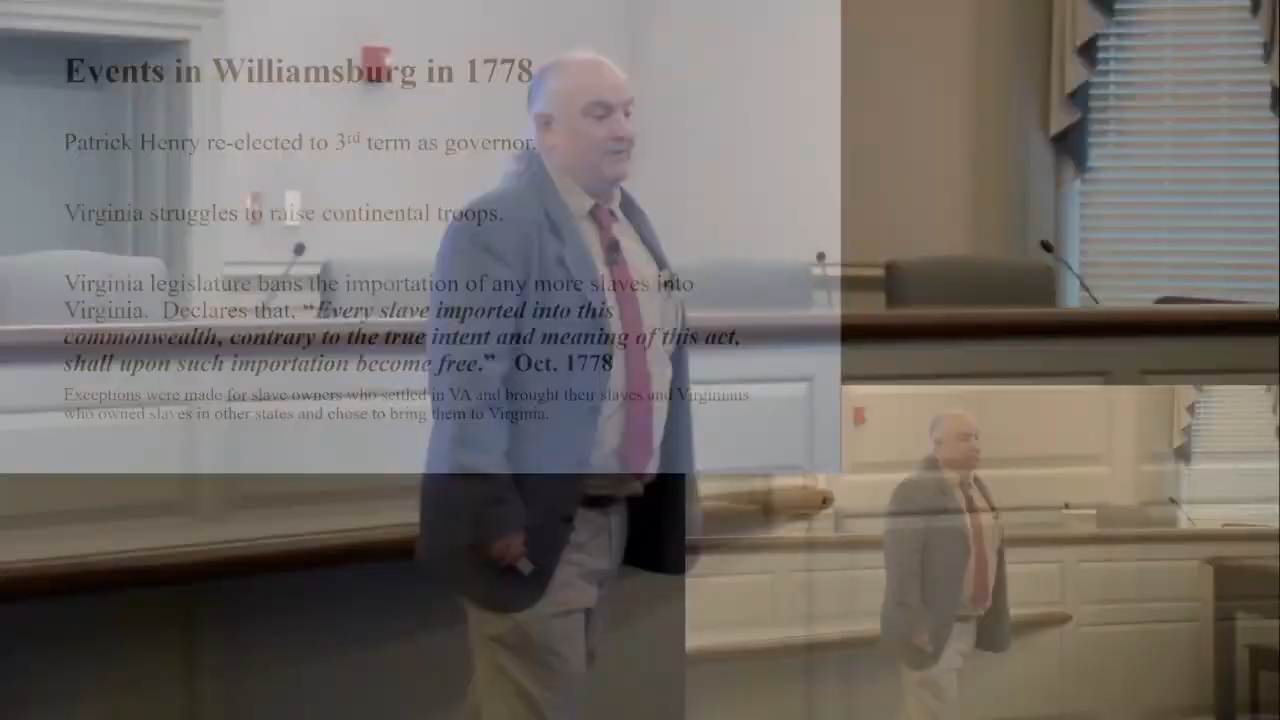 Events in Williamsburg in 1778
Patrick Henry re-elected to 3rd term as governor.
Virginia struggles to raise continental troops.
Virginia legislature bans the importation of any more slaves into
Virginia. Declares that, “Every slave imported into this
commonwealth, contrary to the true intent and meaning of this act,
shall upon such importation become free.” Oct. 1778
Exceptions were made for slave owners who settled in VA and brought their slaves and Virginians
who owned slaves in other states and chose to bring them to Virginia.